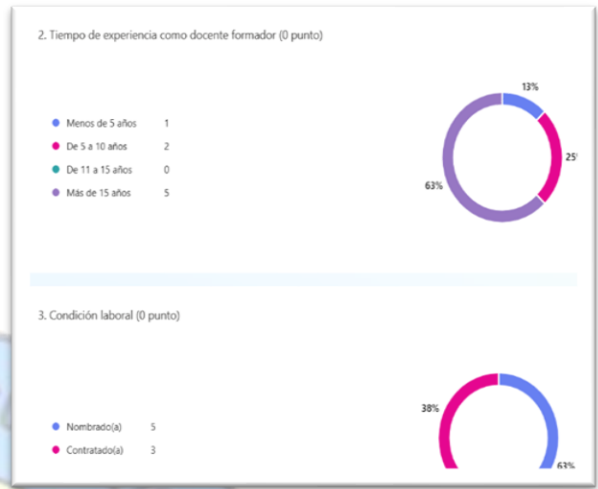 2. Tiempo de experiencia como docente formador (0 punto)
13%
Menos de 5 años 1
De 5 a 10 años 2
25
De 11 a 15 años 0
63%
Más de 15 años 5
3. Condición laboral (0 punto)
38%
Nombrado(a) 5
Contratado(a) 3
63%